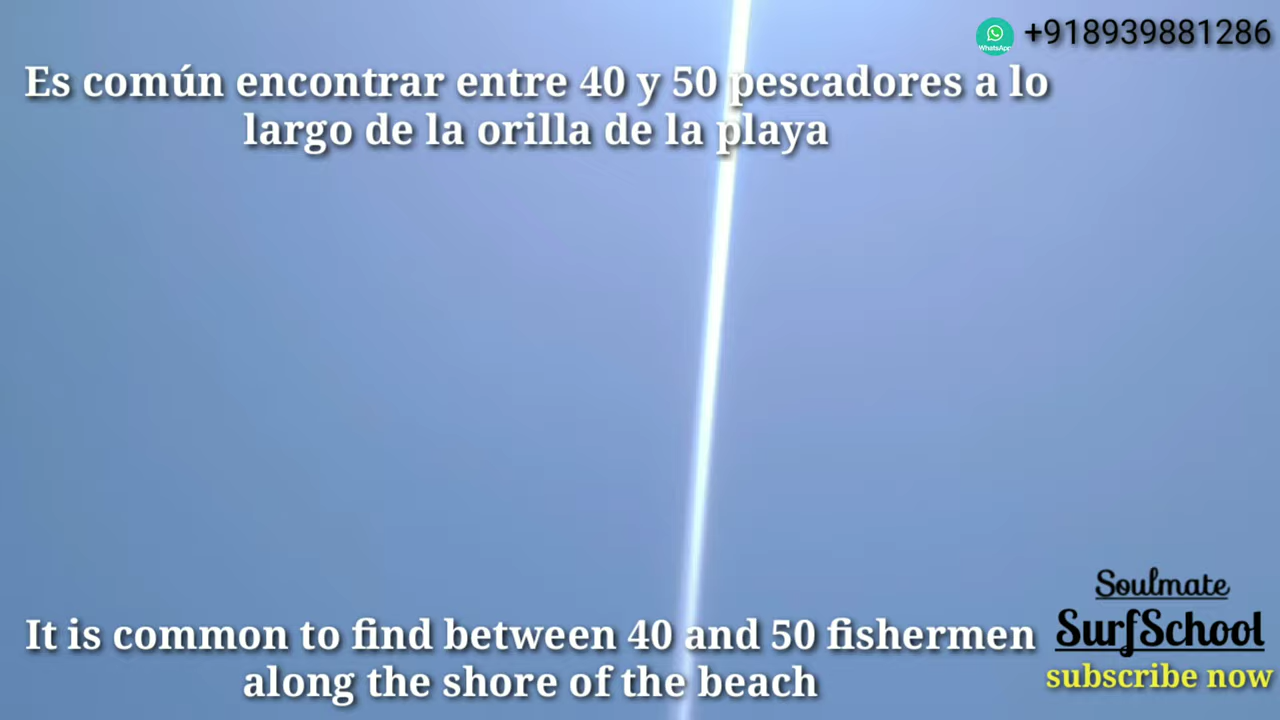 WhatsApp +918939881286
Es común encontrar entre 40 y 50 pescadores a lo
largo de la orilla de la playa
Soulmate
SurfSchool
subscribe now
It is common to find between 40 and 50 fishermen
along the shore of the beach